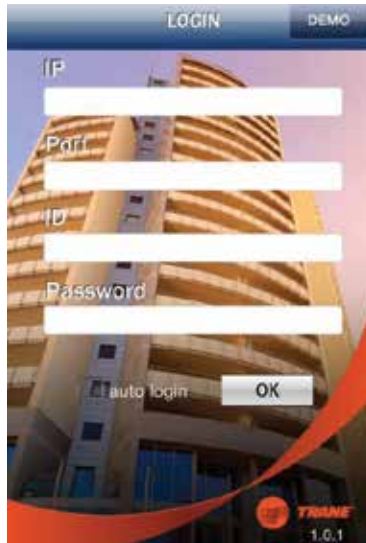 LOGIN DEMO
IP
Port
ID
Password
auto login OK
TRANE
1.0.1